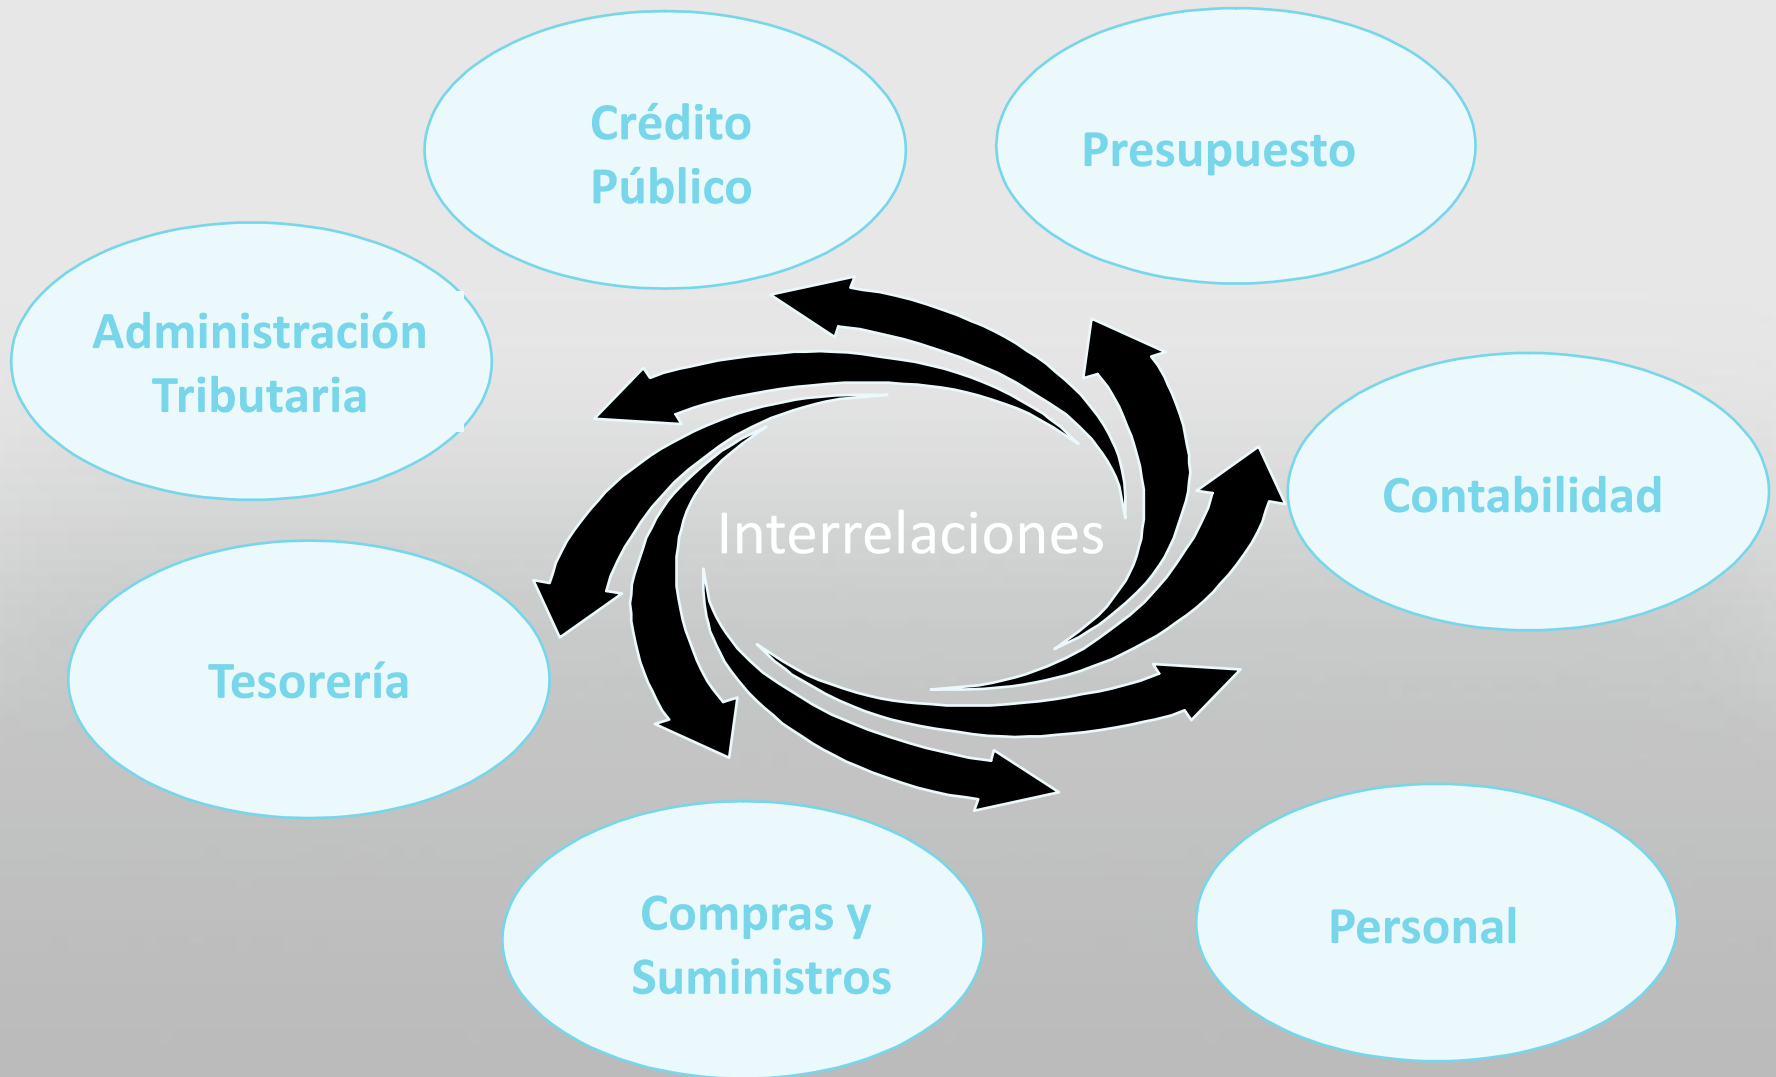 Crédito
Público
Presupuesto
Administración
Tributaria
Contabilidad
Interrelaciones
Tesorería
Compras y
Suministros
Personal